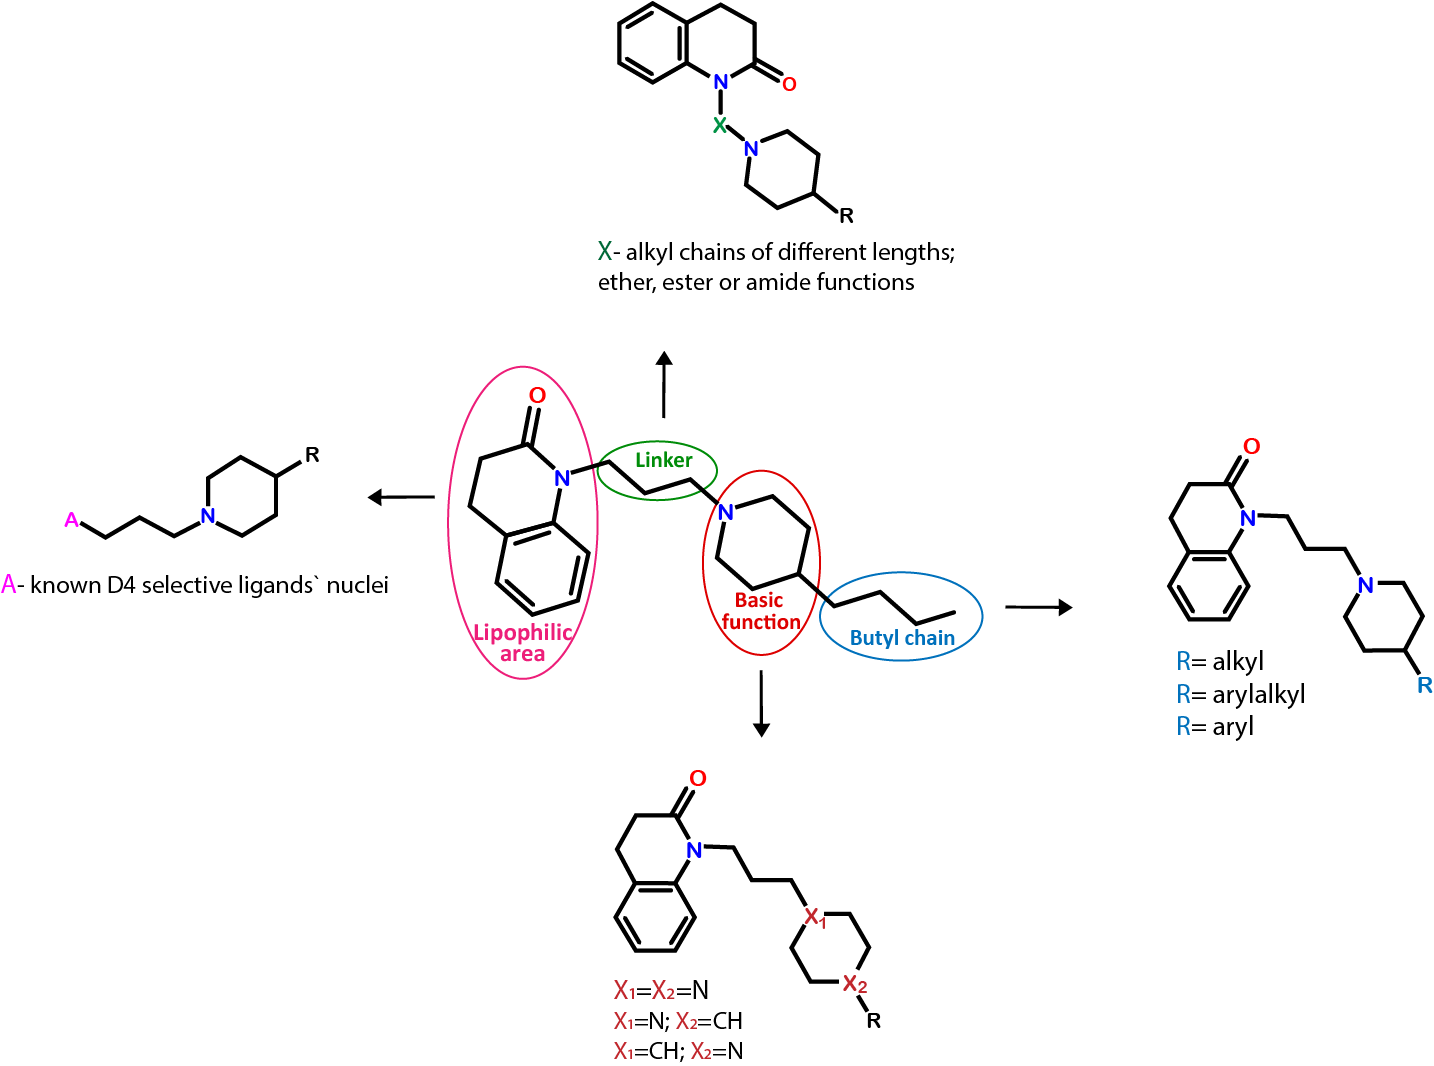 N
O
X
N
R
X- alkyl chains of different lengths;
ether, ester or amide functions
O
N
Linker
N
Basic
function
Butyl chain
Lipophilic
area
R
N
A
A- known D4 selective ligands` nuclei
O
N
N
R
R= alkyl
R= arylalkyl
R= aryl
O
N
X₁
X₂
R
X₁=X₂=N
X₁=N; X₂=CH
X₁=CH; X₂=N